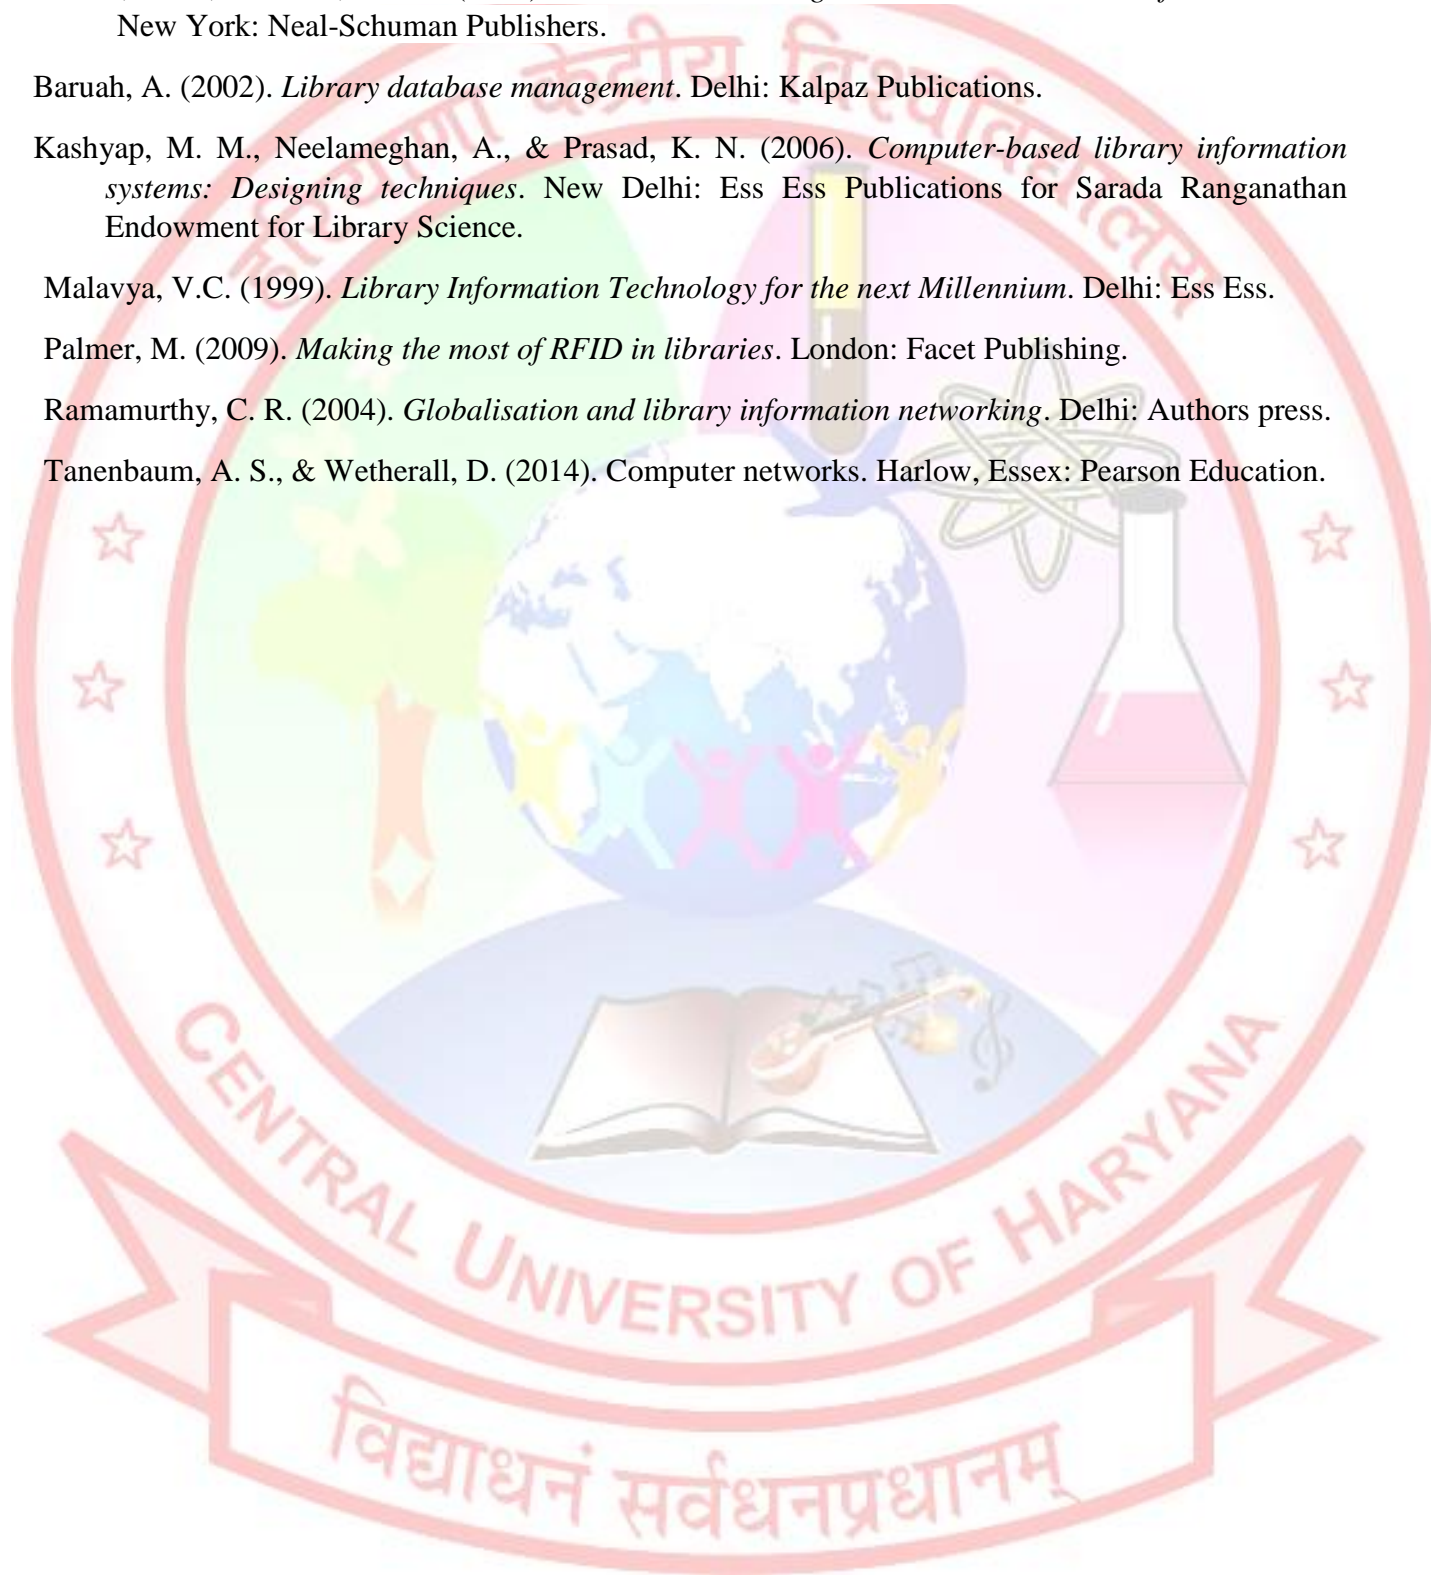 New York: Neal-Schuman Publishers.
Baruah, A. (2002). Library database management. Delhi: Kalpaz Publications.
Kashyap, M. M., Neelameghan, A., & Prasad, K. N. (2006). Computer-based library information
systems: Designing techniques. New Delhi: Ess Ess Publications for Sarada Ranganathan
Endowment for Library Science.
Malavya, V.C. (1999). Library Information Technology for the next Millennium. Delhi: Ess Ess.
Palmer, M. (2009). Making the most of RFID in libraries. London: Facet Publishing.
Ramamurthy, C. R. (2004). Globalisation and library information networking. Delhi: Authors press.
Tanenbaum, A. S., & Wetherall, D. (2014). Computer networks. Harlow, Essex: Pearson Education.
हरियाणा केन्द्रीय विश्वविद्यालय
CENTRAL UNIVERSITY OF HARYANA
विद्याधनं सर्वधनप्रधानम्